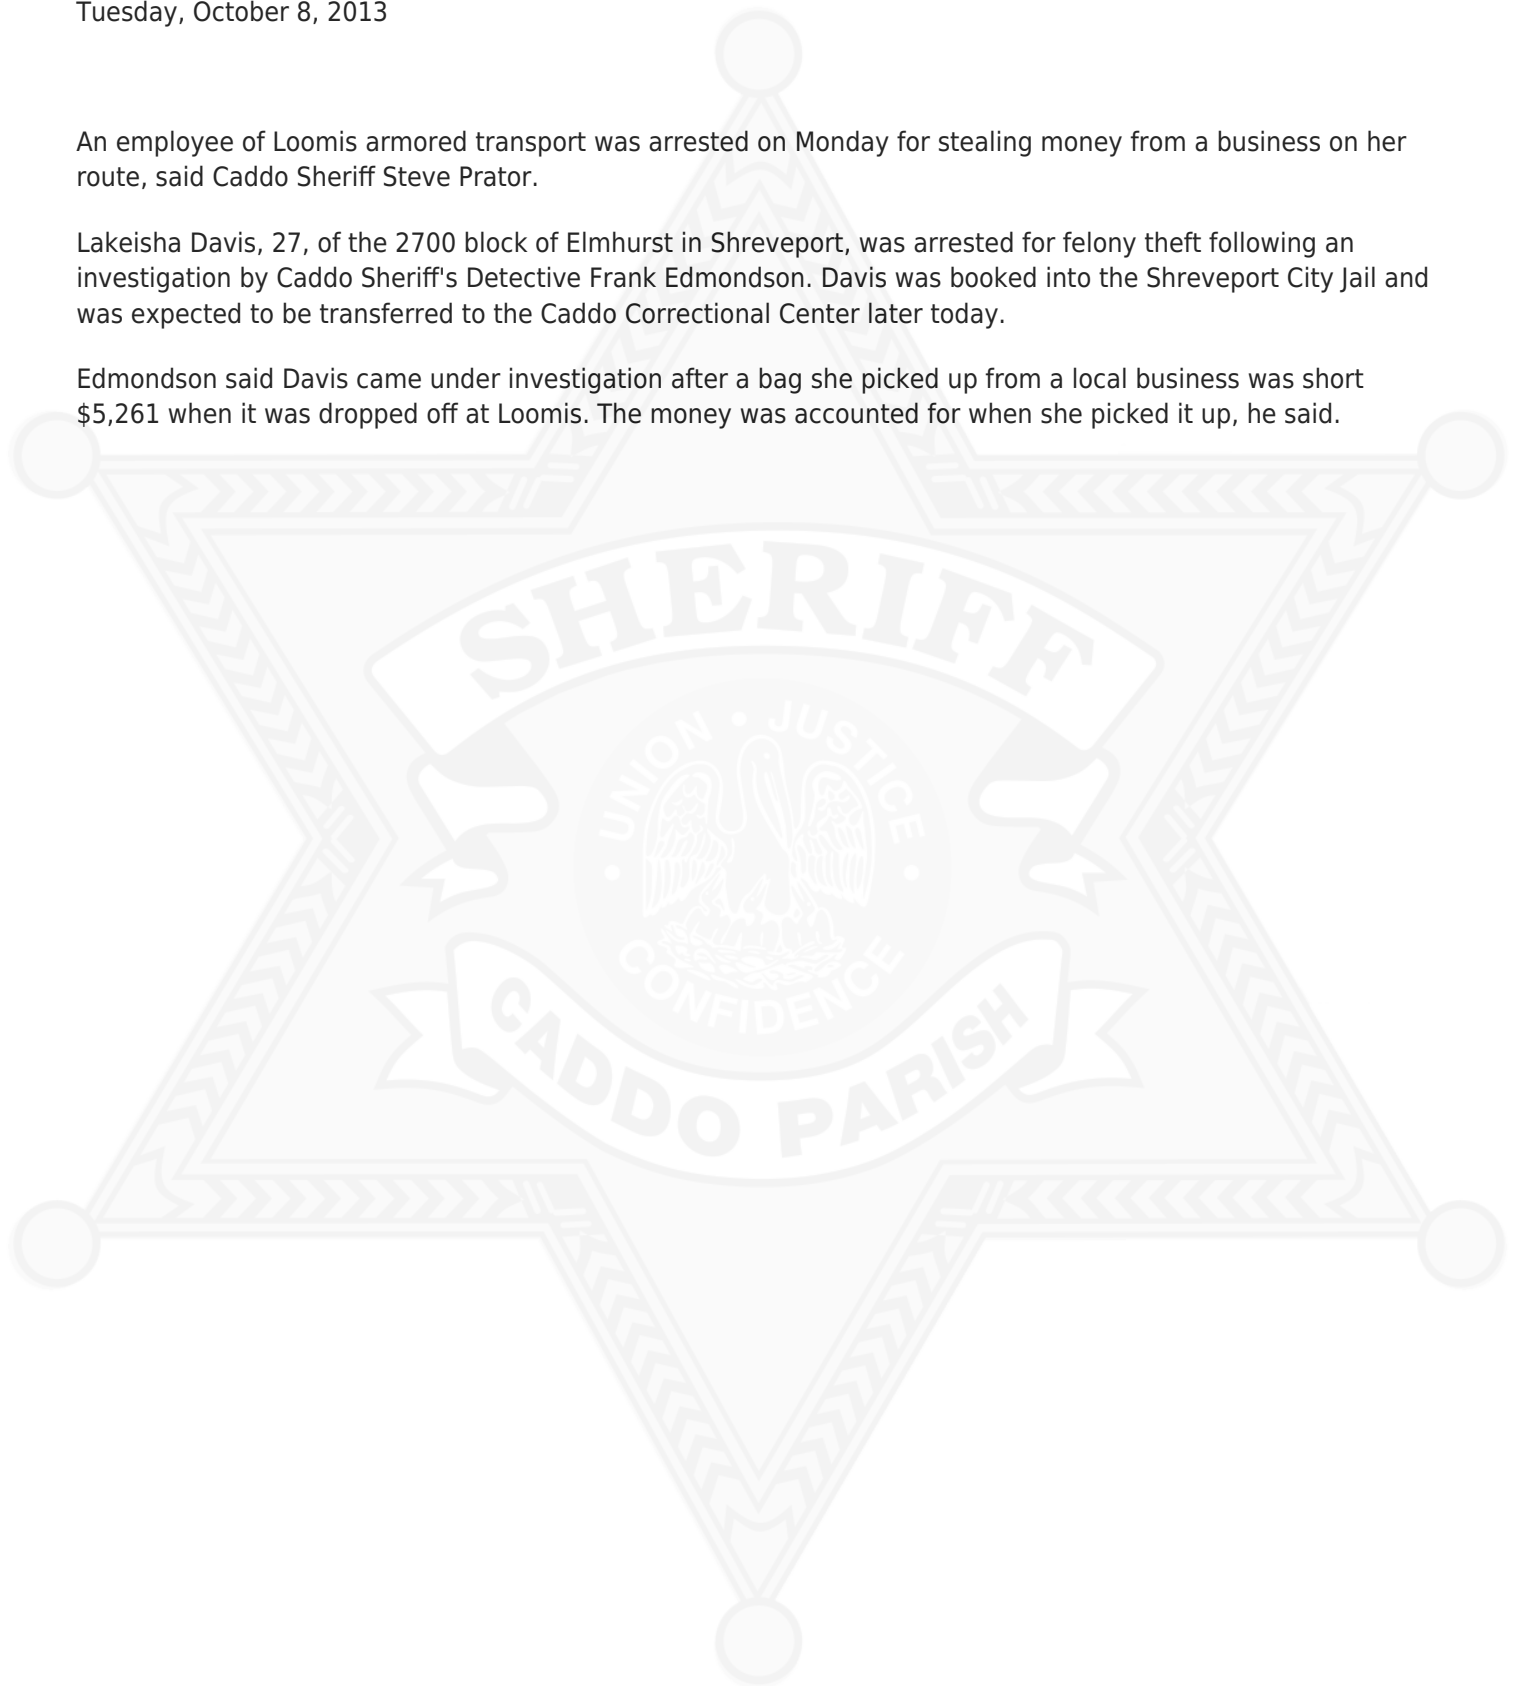 Tuesday, October 8, 2013
An employee of Loomis armored transport was arrested on Monday for stealing money from a business on her
route, said Caddo Sheriff Steve Prator.
Lakeisha Davis, 27, of the 2700 block of Elmhurst in Shreveport, was arrested for felony theft following an
investigation by Caddo Sheriff's Detective Frank Edmondson. Davis was booked into the Shreveport City Jail and
was expected to be transferred to the Caddo Correctional Center later today.
Edmondson said Davis came under investigation after a bag she picked up from a local business was short
$5,261 when it was dropped off at Loomis. The money was accounted for when she picked it up, he said.
SHERIFF
UNION • JUSTICE •
CONFIDENCE •
CADDO PARISH